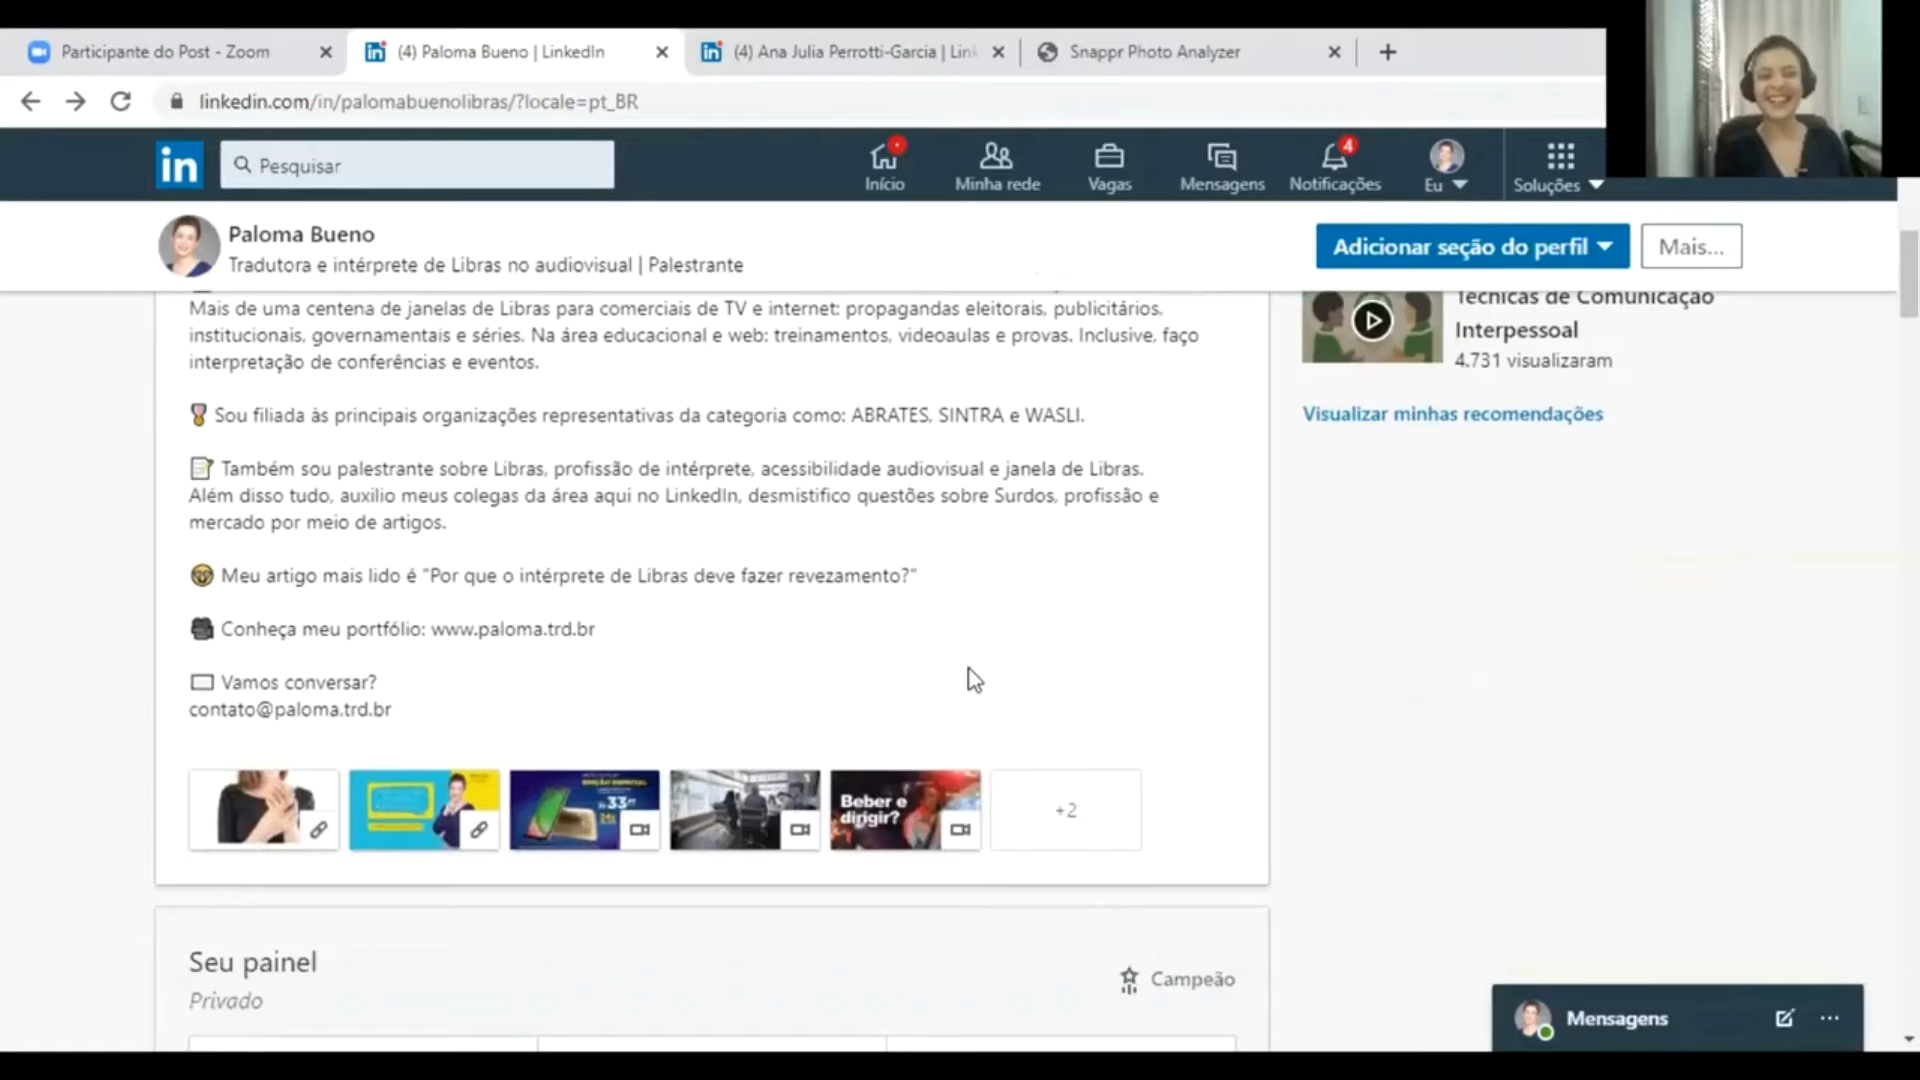 Participante do Post - Zoom
(4) Paloma Bueno | LinkedIn
(4) Ana Julia Perrotti-Garcia | Link
Snappr Photo Analyzer
linkedin.com/in/palomabuenolibras/?locale=pt_BR
in
Pesquisar
Início
Minha rede
Vagas
Mensagens
4
Notificações
Eu
Soluções
Paloma Bueno
Tradutora e intérprete de Libras no audiovisual | Palestrante
Adicionar seção do perfil
Mais...
Mais de uma centena de janelas de Libras para comerciais de TV e internet: propagandas eleitorais, publicitários,
institucionais, governamentais e séries. Na área educacional e web: treinamentos, videoaulas e provas. Inclusive, faço
interpretação de conferências e eventos.
Sou filiada às principais organizações representativas da categoria como: ABRATES, SINTRA e WASLI.
Também sou palestrante sobre Libras, profissão de intérprete, acessibilidade audiovisual e janela de Libras.
Além disso tudo, auxilio meus colegas da área aqui no LinkedIn, desmistifico questões sobre Surdos, profissão e
mercado por meio de artigos.
Meu artigo mais lido é "Por que o intérprete de Libras deve fazer revezamento?"
Conheça meu portfólio: www.paloma.trd.br
Vamos conversar?
contato@paloma.trd.br
33
Beber e
dirigir?
+2
Técnicas de Comunicação
Interpessoal
4.731 visualizaram
Visualizar minhas recomendações
Seu painel
Privado
Campeão
Mensagens